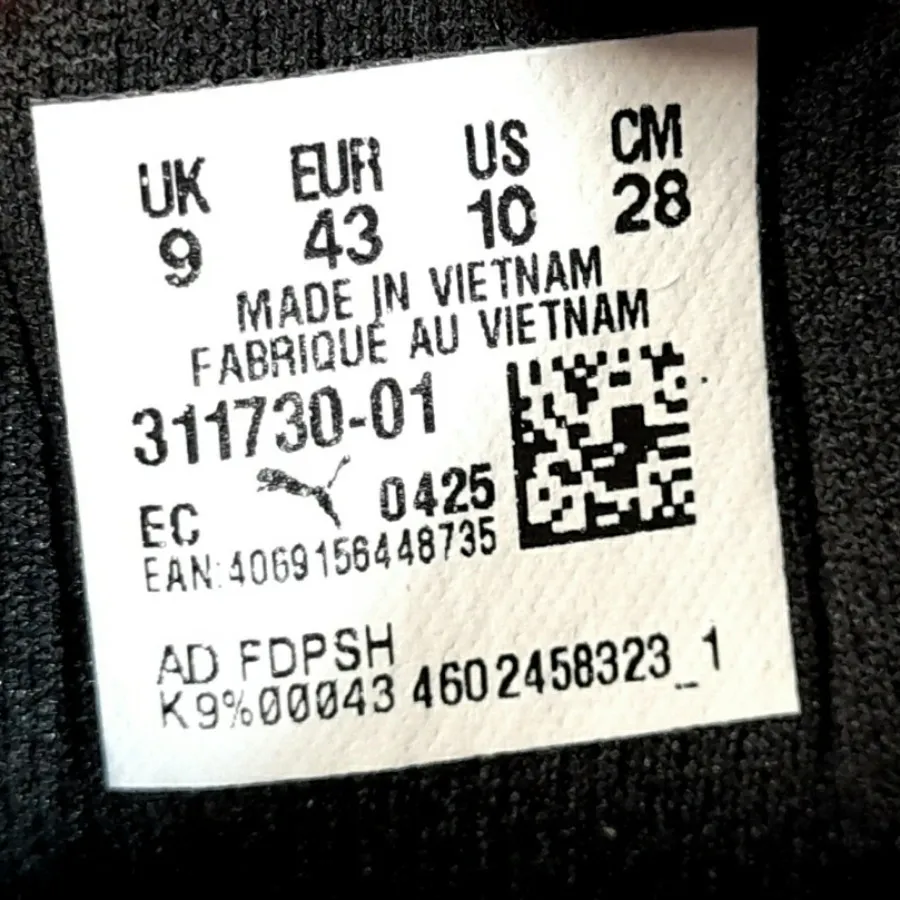 UK EUR US CM
9 43 10 28
MADE IN VIETNAM
FABRIQUÉ AU VIETNAM
311730-01
EC 0425
EAN:4069156448735
AD FDPSH
K9%00043 4602458323_1